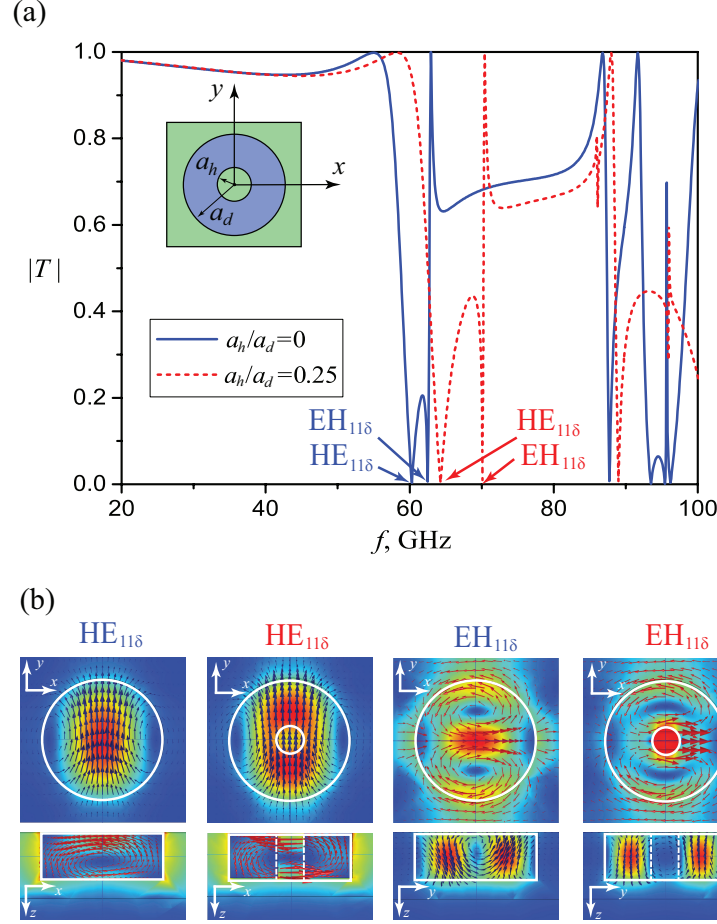 (a)
1.0
0.8
0.6
0.4
0.2
0.0
|T|
20
40
60
80
100
f, GHz
y
x
a_h
a_d
a_h/a_d=0
a_h/a_d=0.25
EH₁₁δ
HE₁₁δ
HE₁₁δ
EH₁₁δ
(b)
HE₁₁δ
HE₁₁δ
EH₁₁δ
EH₁₁δ
y
x
y
x
y
x
y
x
x
z
x
z
y
z
y
z